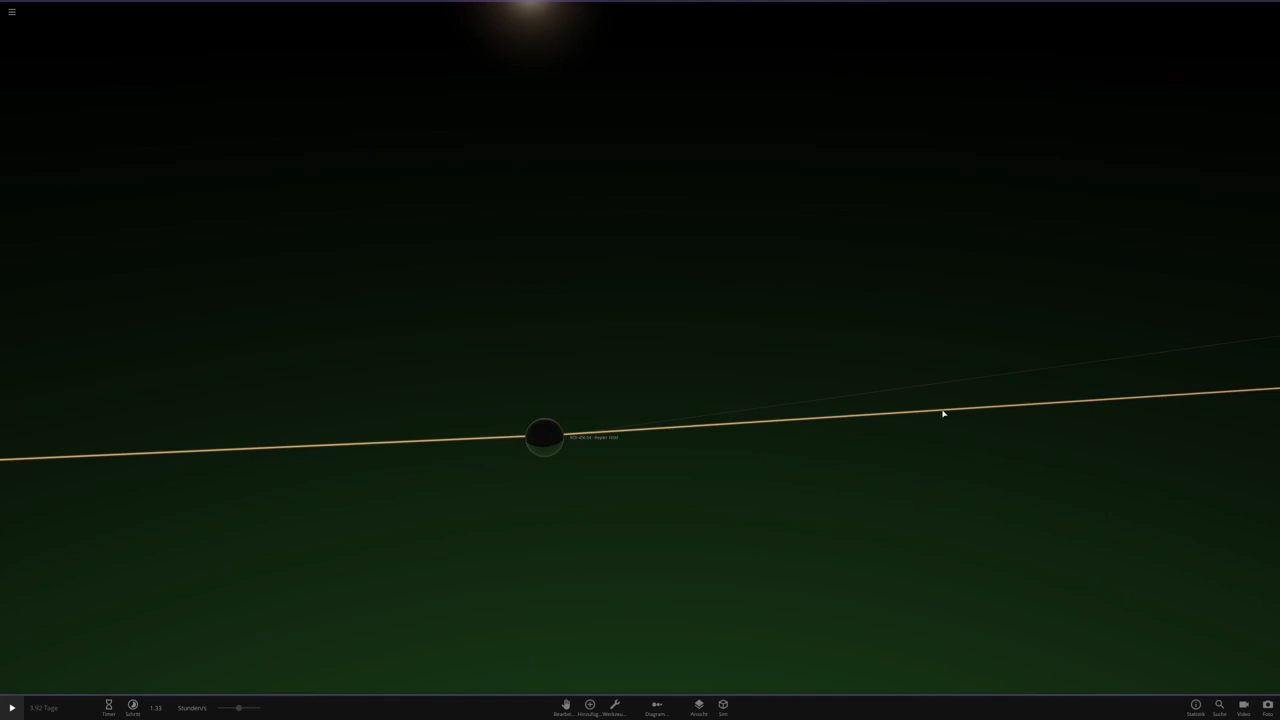 3.92 Tage
Timer
Schritt
1.33
Stunden/s
Bearbei...
Hinzufüg...
Werkzeu...
Diagram...
Ansicht
Sim
Statistik
Suche
Video
Foto